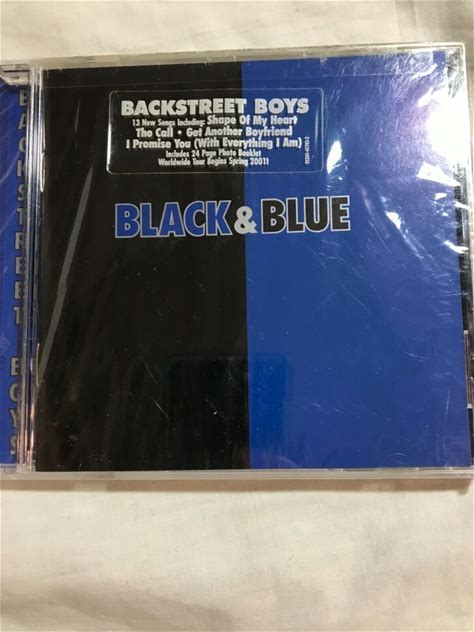 BACKSTREET BOYS
13 New Songs Including: Shape Of My Heart
The Call • Get Another Boyfriend
I Promise You (With Everything I Am)
Includes 24 Page Photo Booklet
Worldwide Tour Begins Spring 2001!
BLACK & BLUE
BACKSTREET BOYS